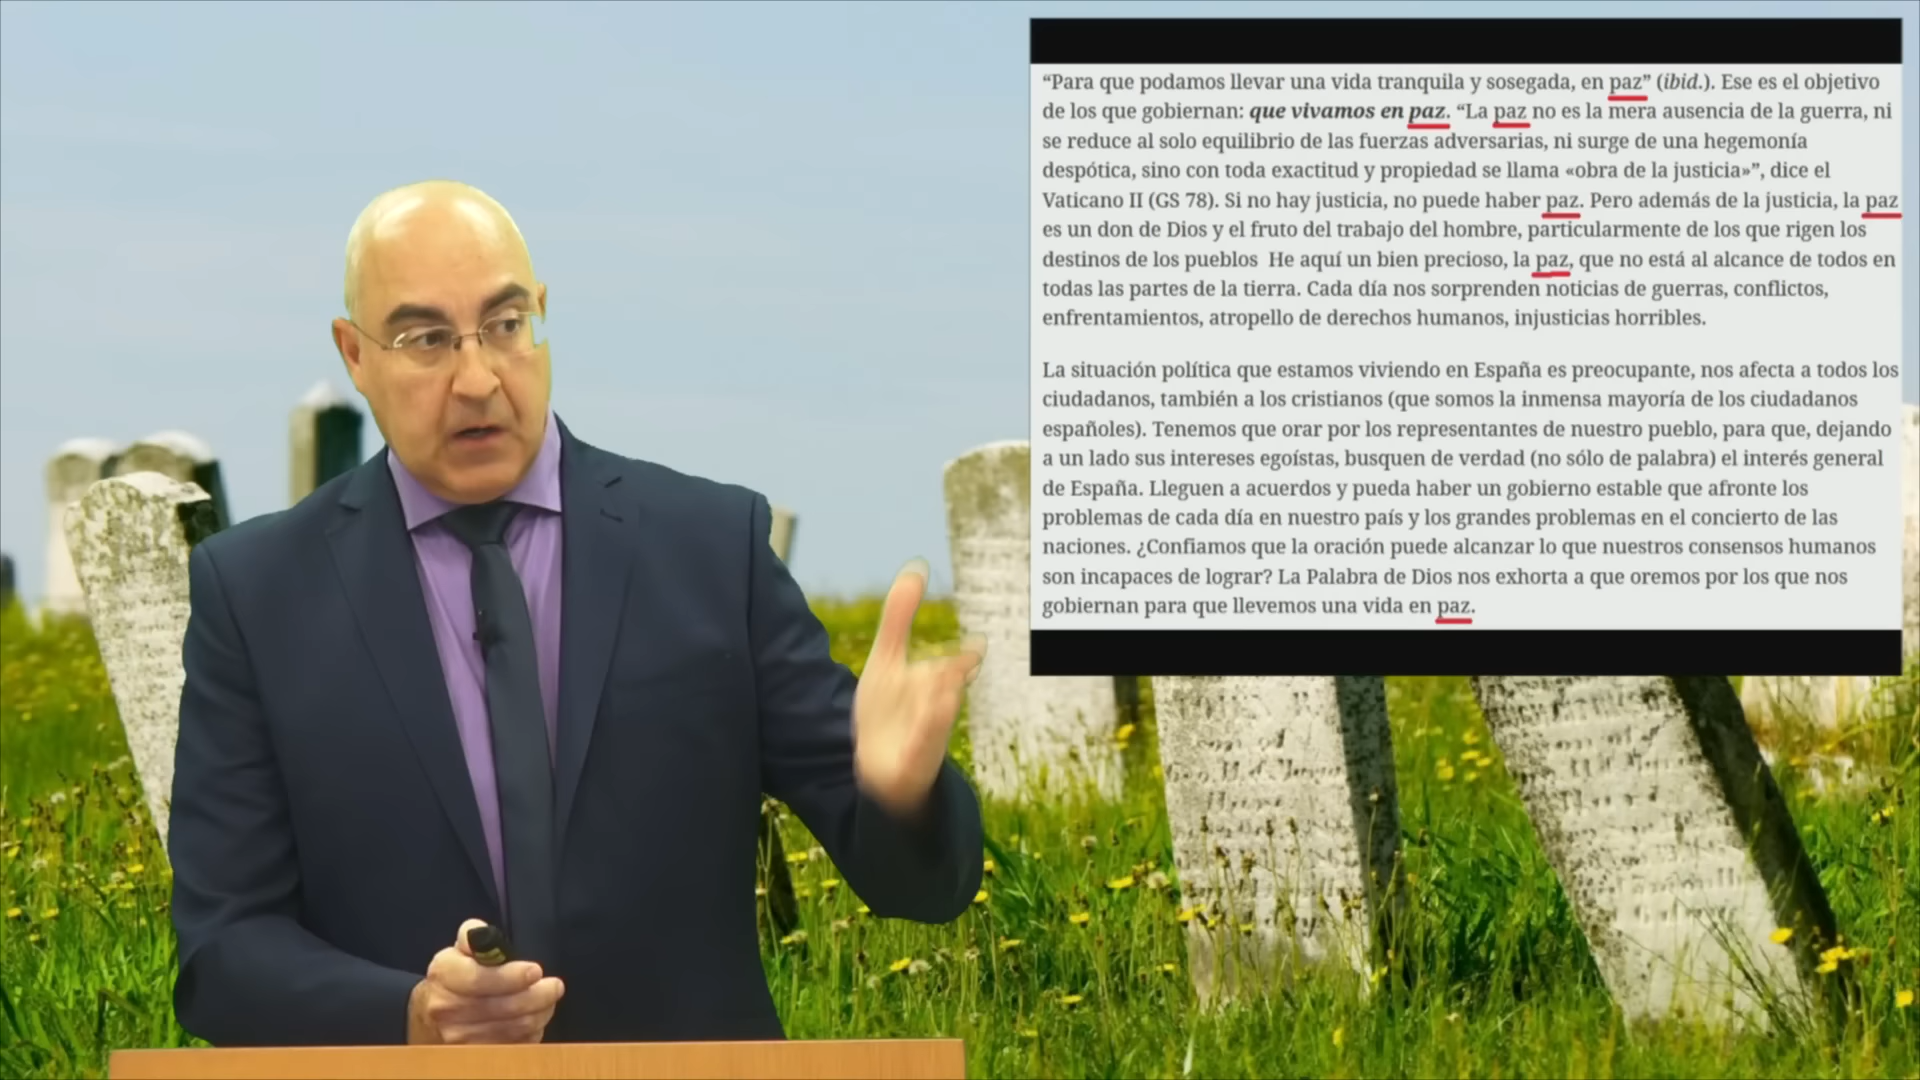 “Para que podamos llevar una vida tranquila y sosegada, en paz” (ibid.). Ese es el objetivo
de los que gobiernan: que vivamos en paz. “La paz no es la mera ausencia de la guerra, ni
se reduce al solo equilibrio de las fuerzas adversarias, ni surge de una hegemonía
despótica, sino con toda exactitud y propiedad se llama «obra de la justicia»”, dice el
Vaticano II (GS 78). Si no hay justicia, no puede haber paz. Pero además de la justicia, la paz
es un don de Dios y el fruto del trabajo del hombre, particularmente de los que rigen los
destinos de los pueblos  He aquí un bien precioso, la paz, que no está al alcance de todos en
todas las partes de la tierra. Cada día nos sorprenden noticias de guerras, conflictos,
enfrentamientos, atropello de derechos humanos, injusticias horribles.
La situación política que estamos viviendo en España es preocupante, nos afecta a todos los
ciudadanos, también a los cristianos (que somos la inmensa mayoría de los ciudadanos
españoles). Tenemos que orar por los representantes de nuestro pueblo, para que, dejando
a un lado sus intereses egoístas, busquen de verdad (no sólo de palabra) el interés general
de España. Lleguen a acuerdos y pueda haber un gobierno estable que afronte los
problemas de cada día en nuestro país y los grandes problemas en el concierto de las
naciones. ¿Confiamos que la oración puede alcanzar lo que nuestros consensos humanos
son incapaces de lograr? La Palabra de Dios nos exhorta a que oremos por los que nos
gobiernan para que llevemos una vida en paz.